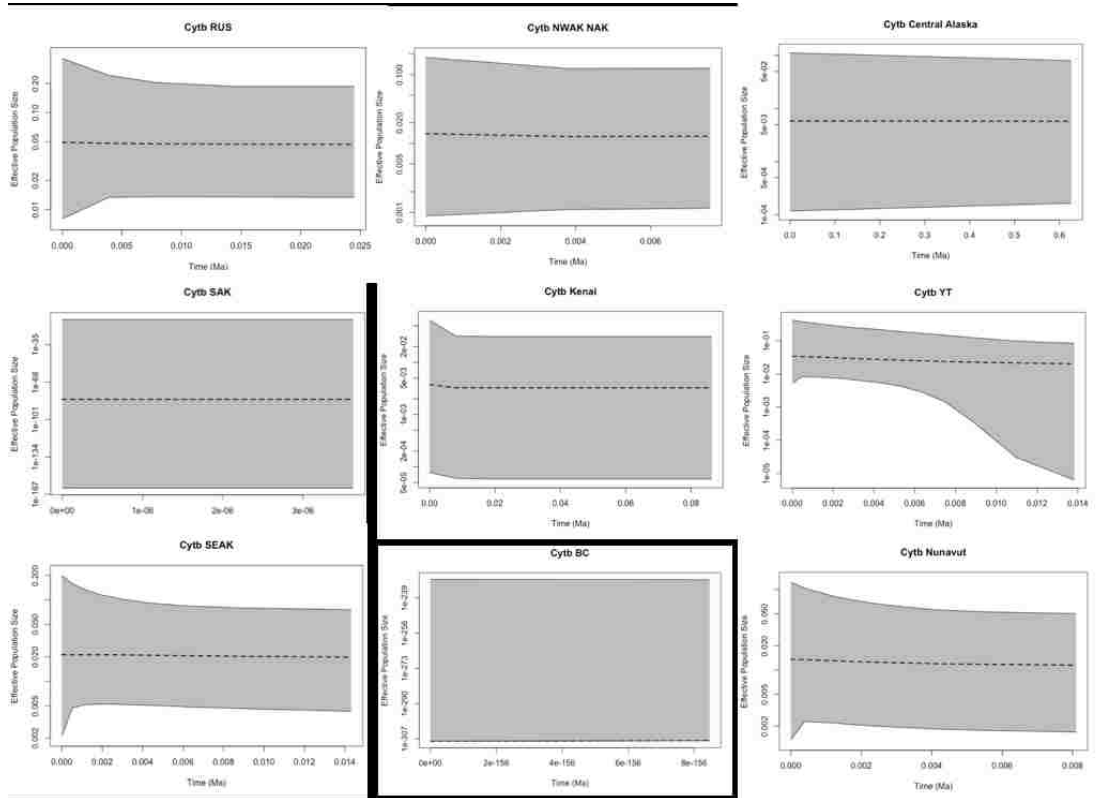 Cytb RUS
Effective Population Size
0.20
0.10
0.05
0.02
0.01
0.000 0.005 0.010 0.015 0.020 0.025
Time (Ma)
Cytb NWAK NAK
Effective Population Size
0.100
0.020
0.005
0.001
0.000 0.002 0.004 0.006
Time (Ma)
Cytb Central Alaska
Effective Population Size
5e-02
5e-03
5e-04
1e-04
0.0 0.1 0.2 0.3 0.4 0.5 0.6
Time (Ma)
Cytb SAK
Effective Population Size
1e-35
1e-68
1e-101
1e-134
1e-167
0e+00 1e-06 2e-06 3e-06
Time (Ma)
Cytb Kenai
Effective Population Size
2e-02
5e-03
1e-03
2e-04
5e-05
0.00 0.02 0.04 0.06 0.08
Time (Ma)
Cytb YT
Effective Population Size
1e-01
1e-02
1e-03
1e-04
1e-05
0.000 0.002 0.004 0.006 0.008 0.010 0.012 0.014
Time (Ma)
Cytb SEAK
Effective Population Size
0.200
0.050
0.020
0.005
0.002
0.000 0.002 0.004 0.006 0.008 0.010 0.012 0.014
Time (Ma)
Cytb BC
Effective Population Size
1e-239
1e-256
1e-273
1e-290
1e-307
0e+00 2e-156 4e-156 6e-156 8e-156
Time (Ma)
Cytb Nunavut
Effective Population Size
0.050
0.020
0.005
0.002
0.000 0.002 0.004 0.006 0.008
Time (Ma)